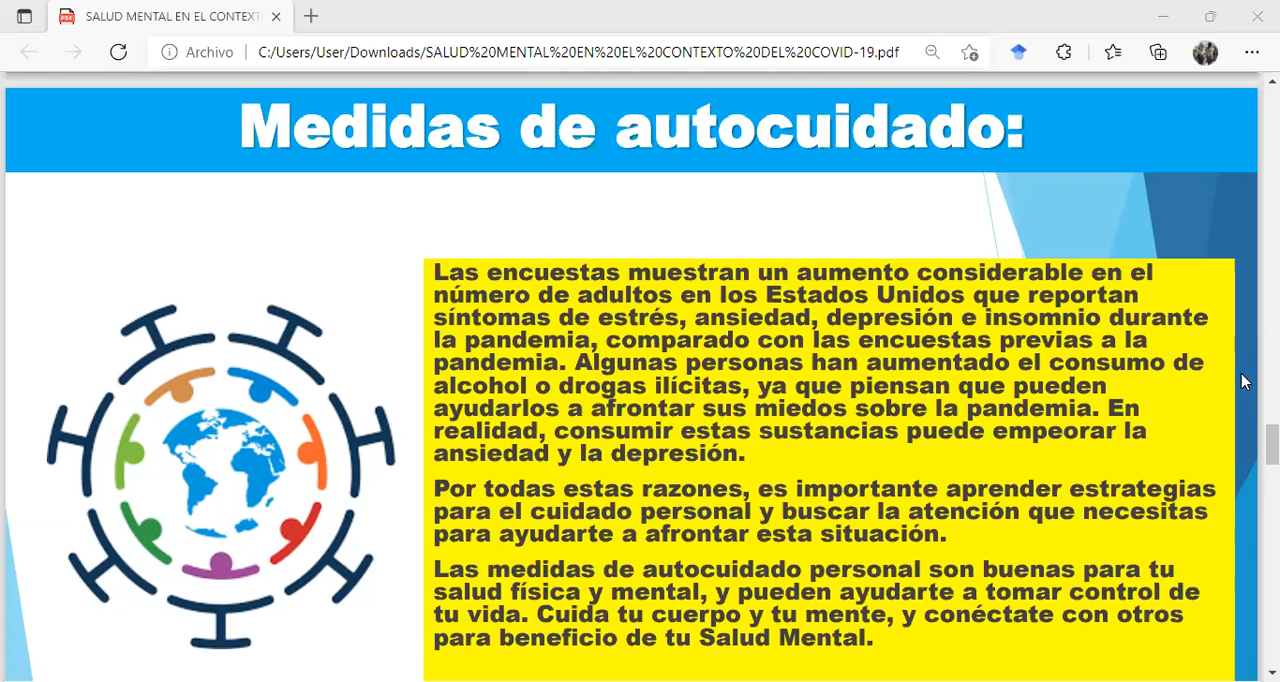 SALUD MENTAL EN EL CONTEXT
Archivo
C:/Users/User/Downloads/SALUD%20MENTAL%20EN%20EL%20CONTEXTO%20DEL%20COVID-19.pdf
Medidas de autocuidado:
Las encuestas muestran un aumento considerable en el
número de adultos en los Estados Unidos que reportan
síntomas de estrés, ansiedad, depresión e insomnio durante
la pandemia, comparado con las encuestas previas a la
pandemia. Algunas personas han aumentado el consumo de
alcohol o drogas ilícitas, ya que piensan que pueden
ayudarlos a afrontar sus miedos sobre la pandemia. En
realidad, consumir estas sustancias puede empeorar la
ansiedad y la depresión.
Por todas estas razones, es importante aprender estrategias
para el cuidado personal y buscar la atención que necesitas
para ayudarte a afrontar esta situación.
Las medidas de autocuidado personal son buenas para tu
salud física y mental, y pueden ayudarte a tomar control de
tu vida. Cuida tu cuerpo y tu mente, y conéctate con otros
para beneficio de tu Salud Mental.